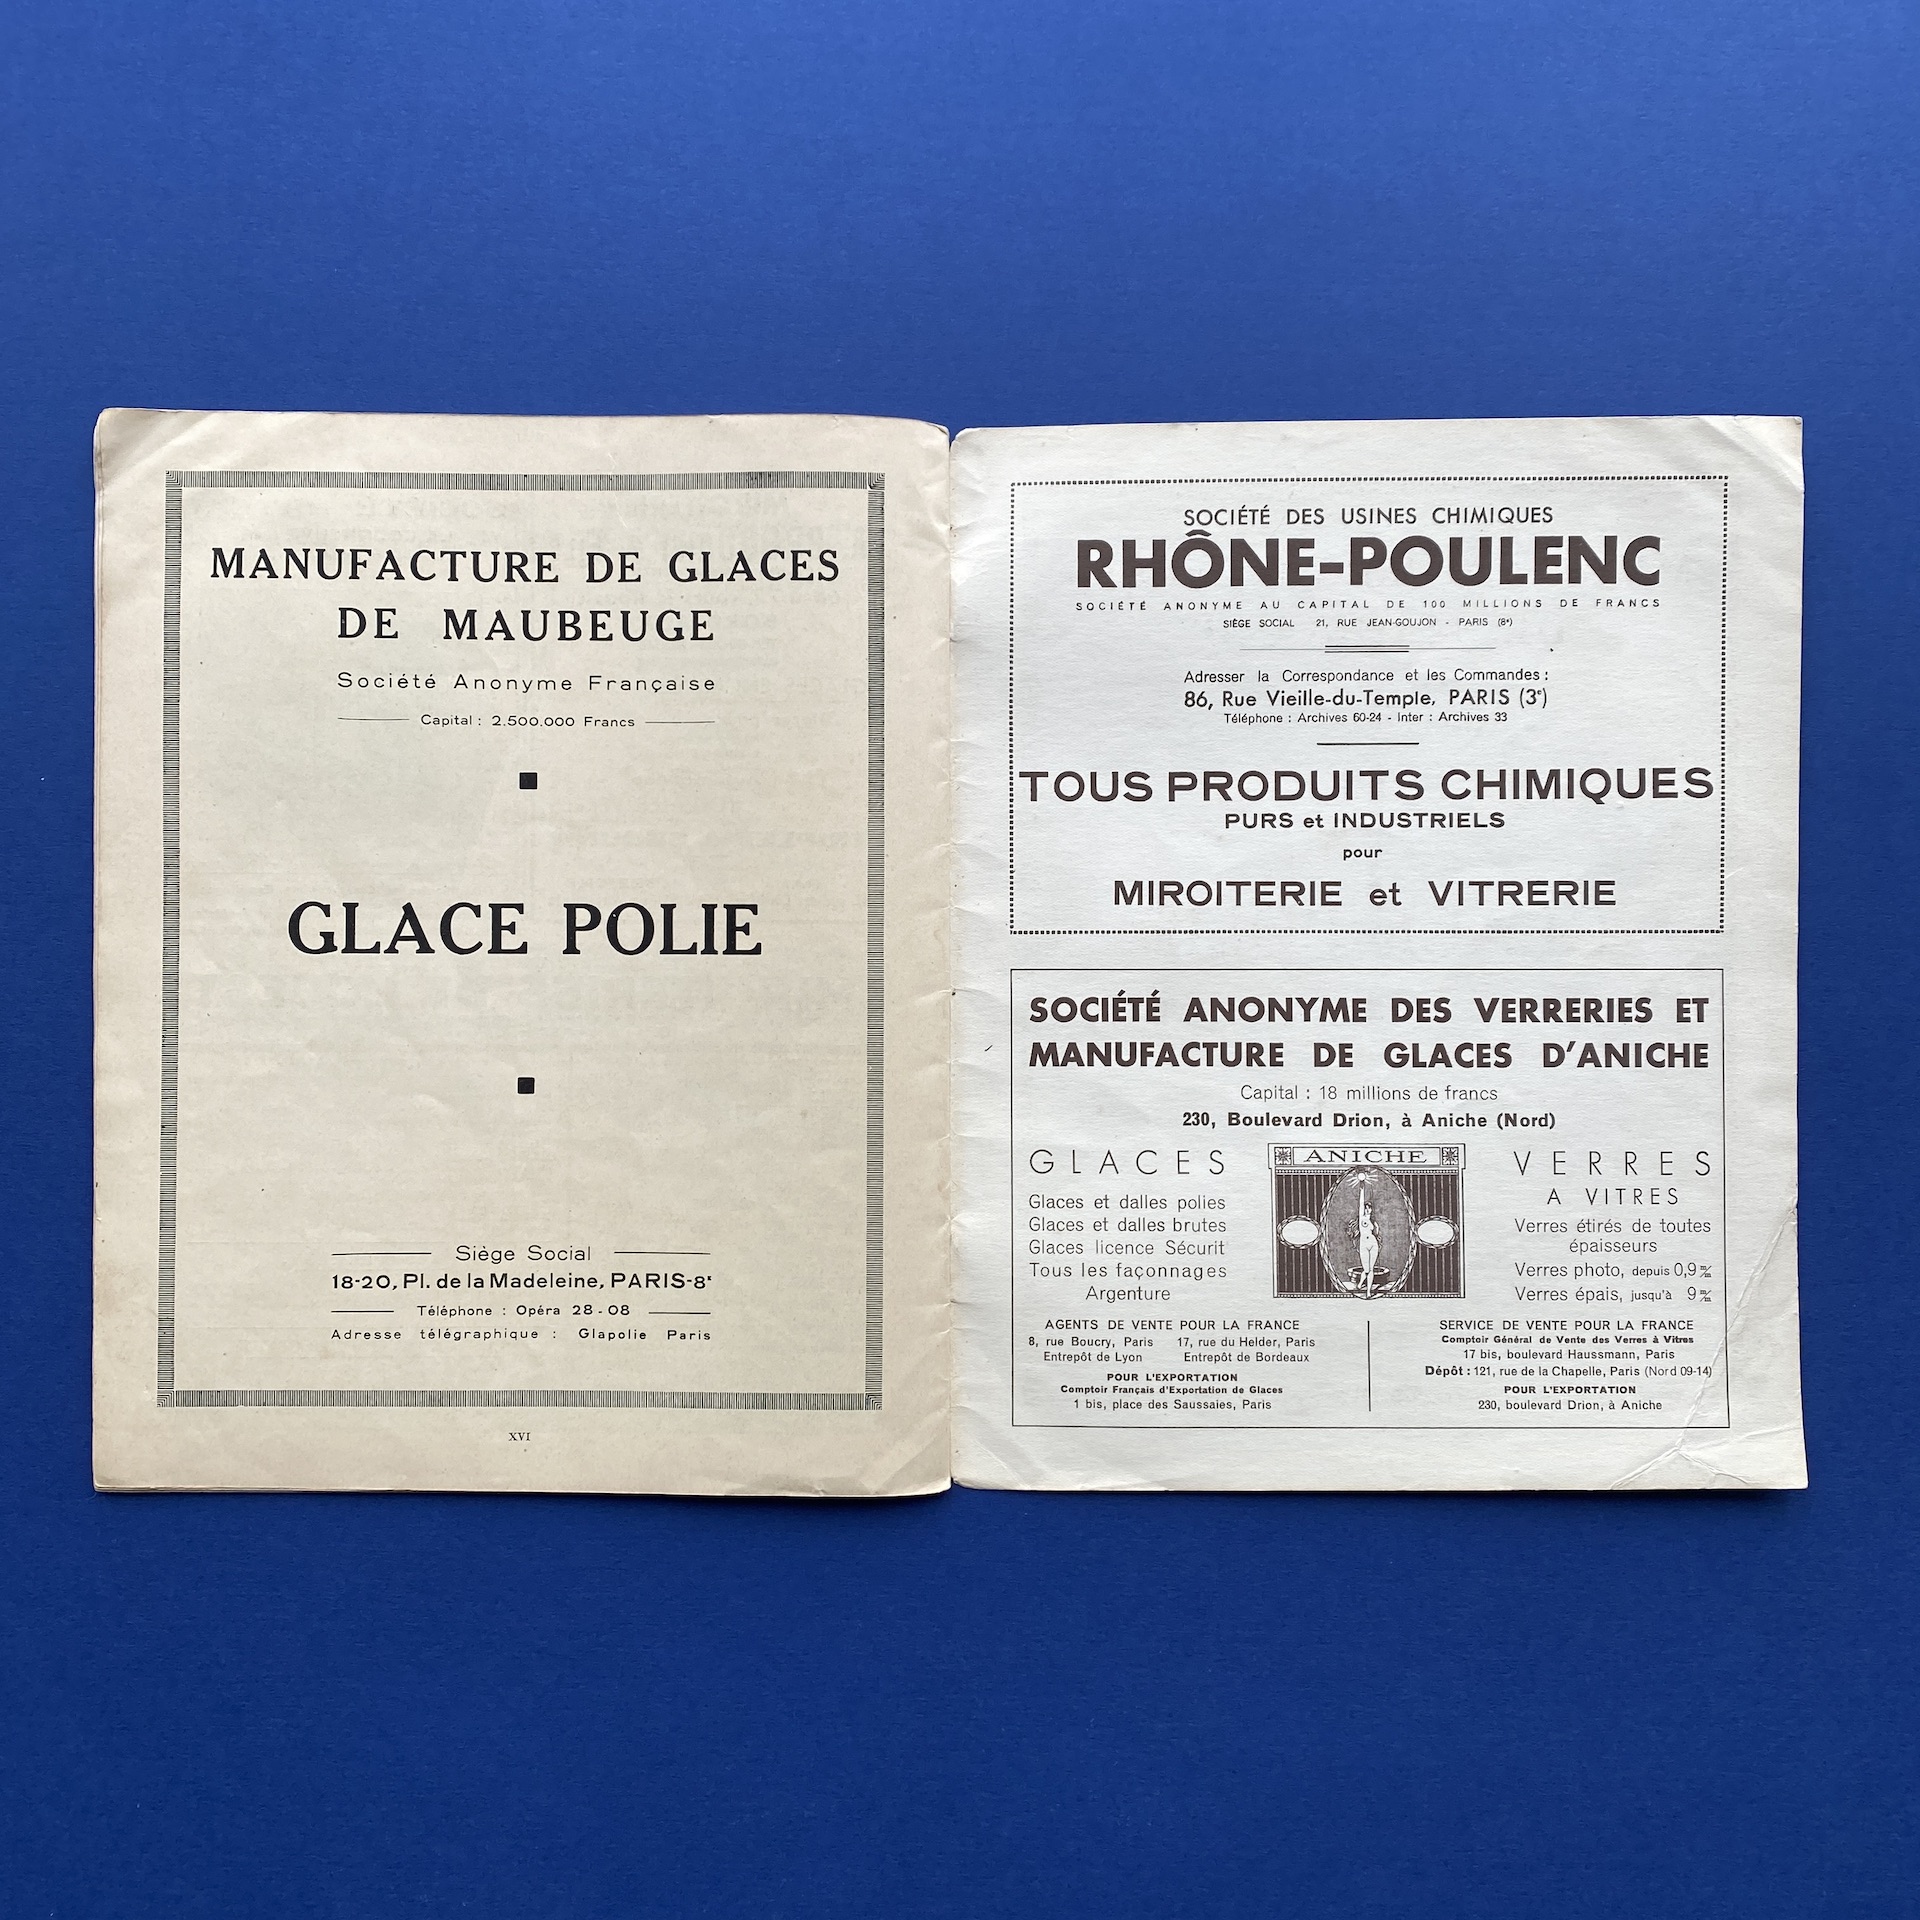 MANUFACTURE DE GLACES
DE MAUBEUGE
Société Anonyme Française
Capital : 2.500.000 Francs
GLACE POLIE
Siège Social
18-20, Pl. de la Madeleine, PARIS-8ᵉ
Téléphone : Opéra 28 - 08
Adresse télégraphique : Glapolie Paris
XVI
SOCIÉTÉ DES USINES CHIMIQUES
RHÔNE-POULENC
SOCIÉTÉ ANONYME AU CAPITAL DE 100 MILLIONS DE FRANCS
SIÈGE SOCIAL 21, RUE JEAN-GOUJON - PARIS (8ᵉ)
Adresser la Correspondance et les Commandes :
86, Rue Vieille-du-Temple, PARIS (3ᵉ)
Téléphone : Archives 60-24 - Inter : Archives 33
TOUS PRODUITS CHIMIQUES
PURS et INDUSTRIELS
pour
MIROITERIE et VITRERIE
SOCIÉTÉ ANONYME DES VERRERIES ET
MANUFACTURE DE GLACES D'ANICHE
Capital : 18 millions de francs
230, Boulevard Drion, à Aniche (Nord)
GLACES
Glaces et dalles polies
Glaces et dalles brutes
Glaces licence Sécurit
Tous les façonnages
Argenture
ANICHE
VERRES
A VITRES
Verres étirés de toutes
épaisseurs
Verres photo, depuis 0,9 m/m
Verres épais, jusqu'à 9 m/m
AGENTS DE VENTE POUR LA FRANCE
8, rue Boucry, Paris 17, rue du Helder, Paris
Entrepôt de Lyon Entrepôt de Bordeaux
POUR L'EXPORTATION
Comptoir Français d'Exportation de Glaces
1 bis, place des Saussaies, Paris
SERVICE DE VENTE POUR LA FRANCE
Comptoir Général de Vente des Verres à Vitres
17 bis, boulevard Haussmann, Paris
Dépôt : 121, rue de la Chapelle, Paris (Nord 09-14)
POUR L'EXPORTATION
230, boulevard Drion, à Aniche